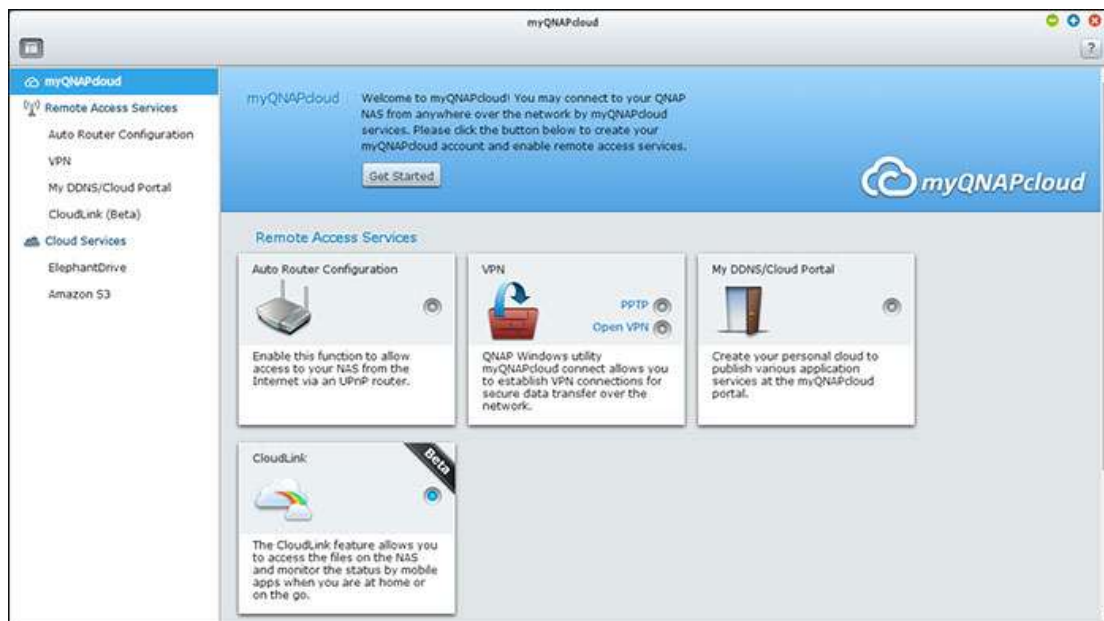 myQNAPcloud
?
myQNAPcloud
Remote Access Services
Auto Router Configuration
VPN
My DDNS/Cloud Portal
CloudLink (Beta)
Cloud Services
ElephantDrive
Amazon S3
myQNAPcloud
Welcome to myQNAPcloud! You may connect to your QNAP
NAS from anywhere over the network by myQNAPcloud
services. Please click the button below to create your
myQNAPcloud account and enable remote access services.
Get Started
myQNAPcloud
Remote Access Services
Auto Router Configuration
Enable this function to allow
access to your NAS from the
Internet via an UPnP router.
VPN
PPTP
Open VPN
QNAP Windows utility
myQNAPcloud connect allows you
to establish VPN connections for
secure data transfer over the
network.
My DDNS/Cloud Portal
Create your personal cloud to
publish various application
services at the myQNAPcloud
portal.
CloudLink
Beta
The CloudLink feature allows you
to access the files on the NAS
and monitor the status by mobile
apps when you are at home or
on the go.